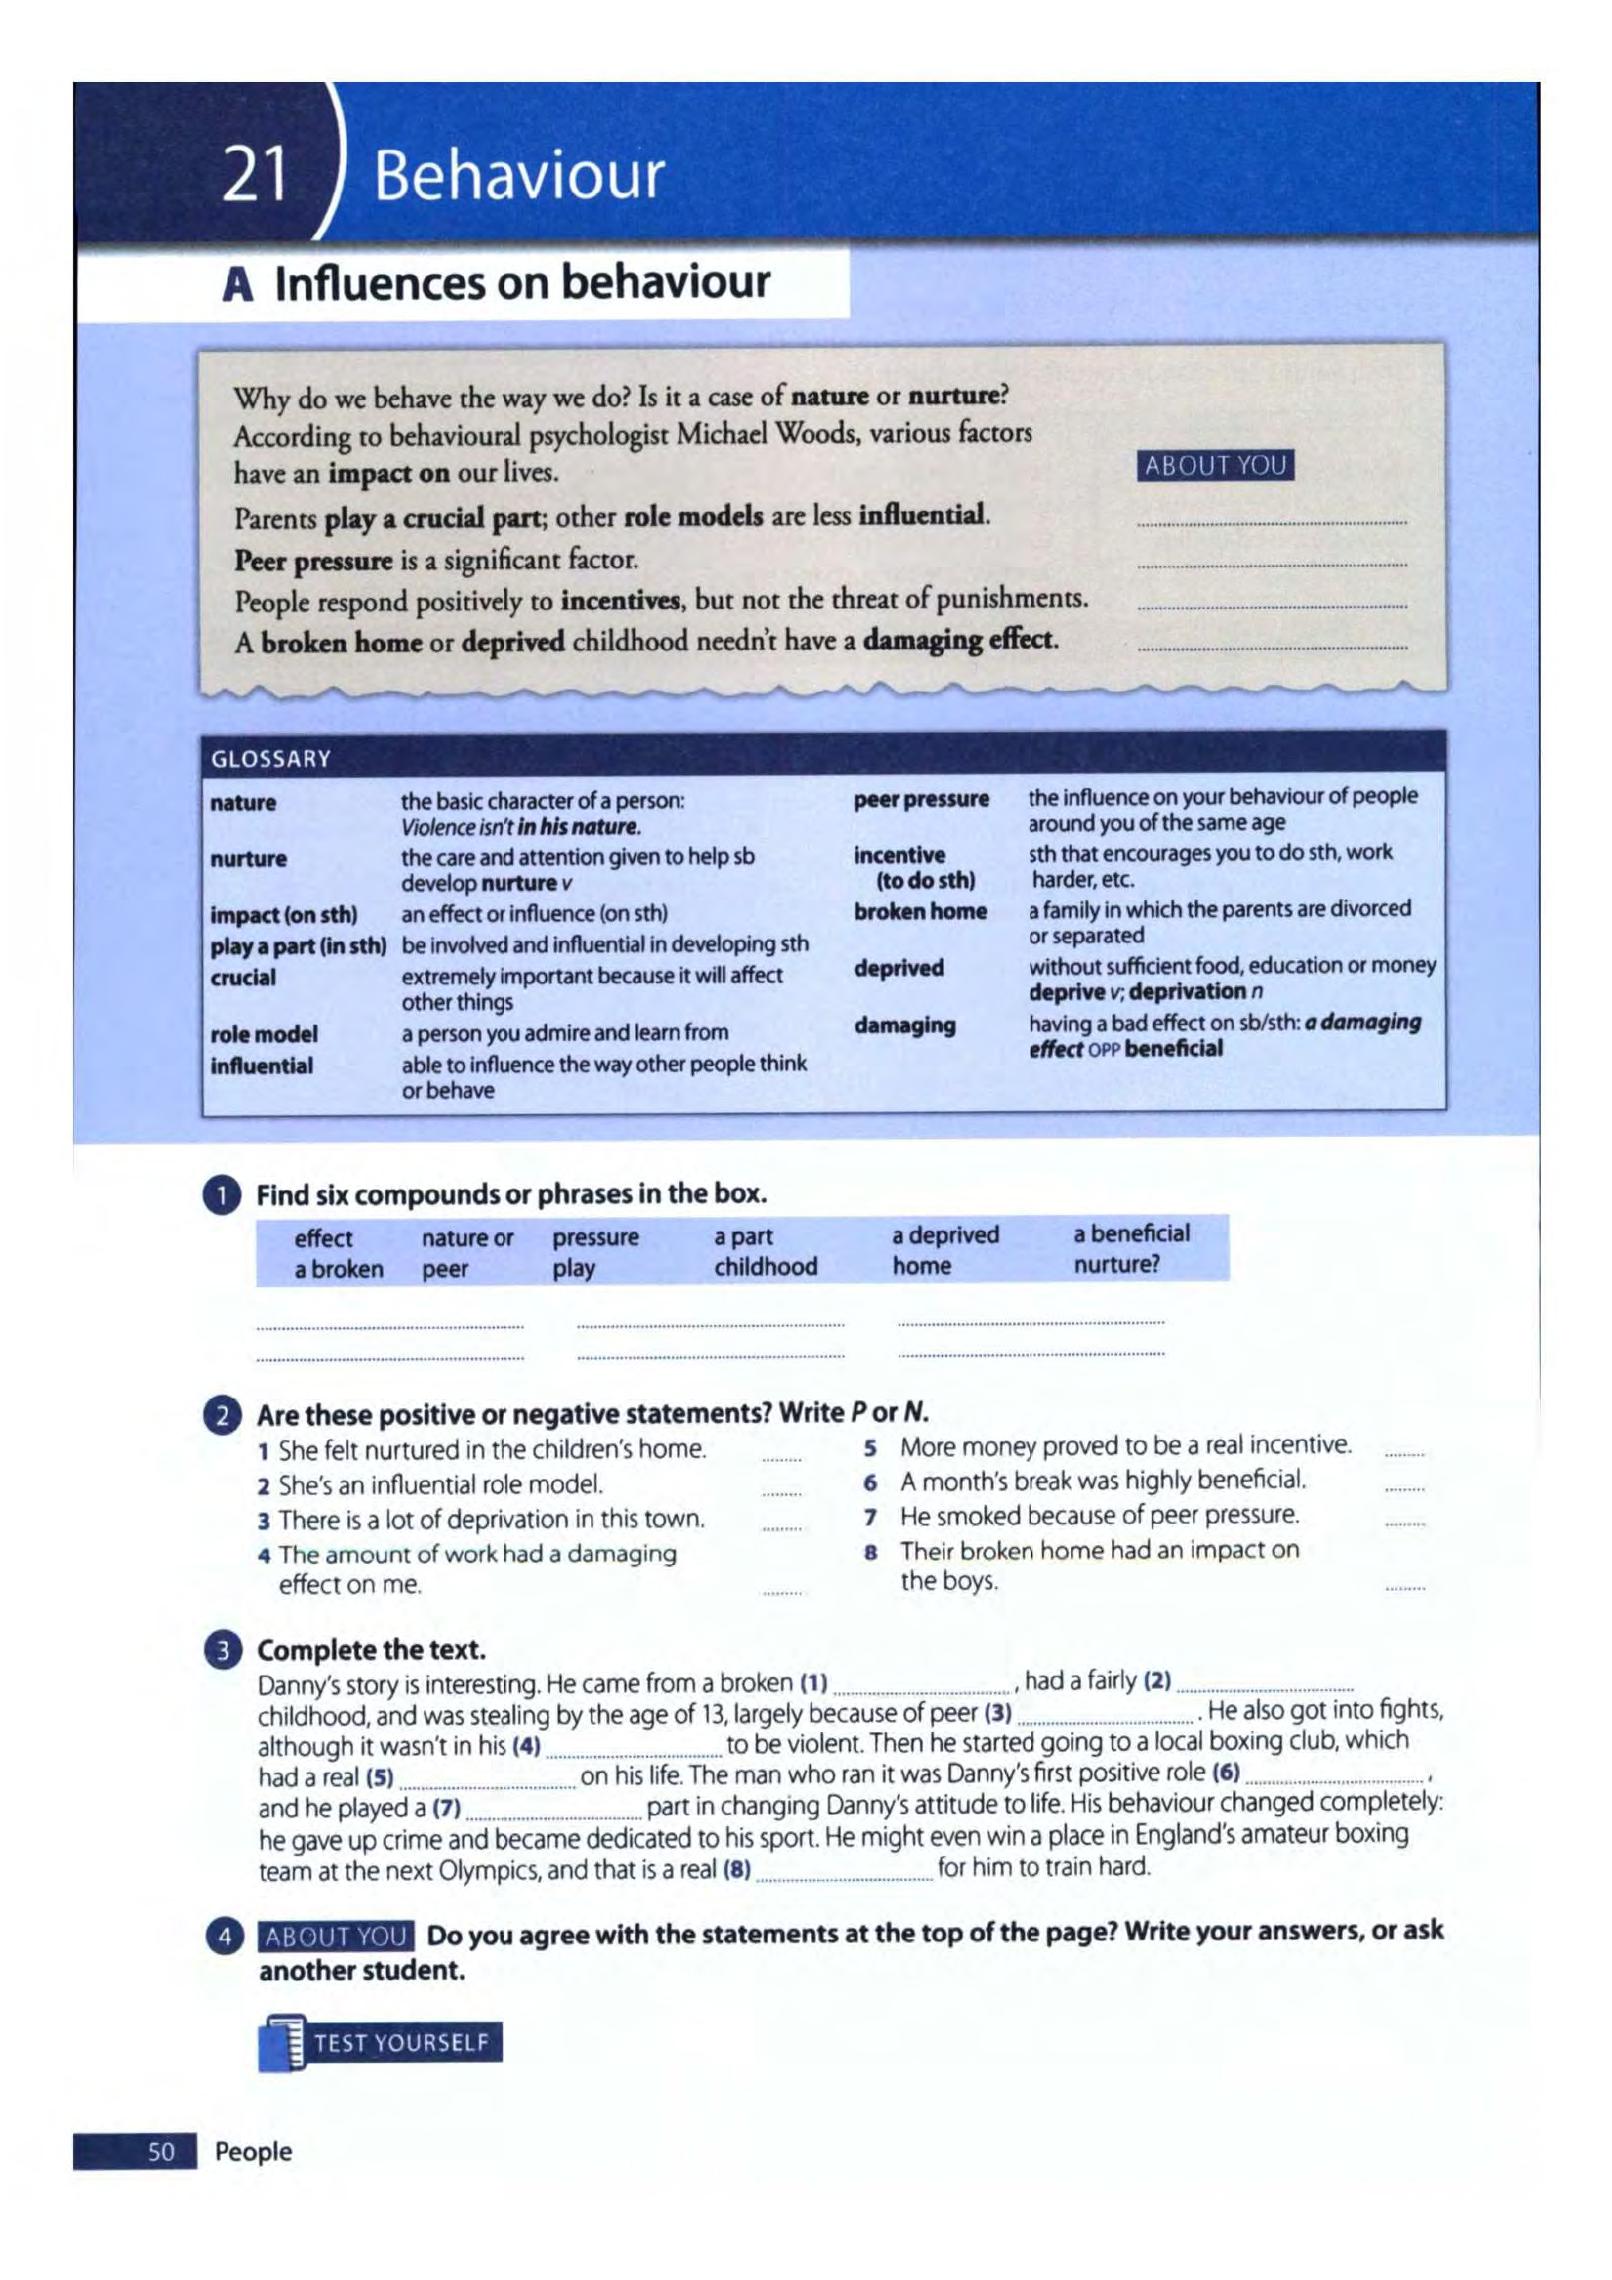 21 Behaviour
A Influences on behaviour
Why do we behave the way we do? Is it a case of nature or nurture?
According to behavioural psychologist Michael Woods, various factors
have an impact on our lives.
ABOUT YOU
Parents play a crucial part; other role models are less influential.
Peer pressure is a significant factor.
People respond positively to incentives, but not the threat of punishments.
A broken home or deprived childhood needn't have a damaging effect.
GLOSSARY
nature the basic character of a person:
Violence isn't in his nature.
nurture the care and attention given to help sb
develop nurture v
impact (on sth) an effect or influence (on sth)
play a part (in sth) be involved and influential in developing sth
crucial extremely important because it will affect
other things
role model a person you admire and learn from
influential able to influence the way other people think
or behave
peer pressure the influence on your behaviour of people
around you of the same age
incentive sth that encourages you to do sth, work
(to do sth) harder, etc.
broken home a family in which the parents are divorced
or separated
deprived without sufficient food, education or money
deprive v; deprivation n
damaging having a bad effect on sb/sth: a damaging
effect OPP beneficial
1 Find six compounds or phrases in the box.
effect nature or pressure a part a deprived a beneficial
a broken peer play childhood home nurture?
2 Are these positive or negative statements? Write P or N.
1 She felt nurtured in the children's home.
2 She's an influential role model.
3 There is a lot of deprivation in this town.
4 The amount of work had a damaging
effect on me.
5 More money proved to be a real incentive.
6 A month's break was highly beneficial.
7 He smoked because of peer pressure.
8 Their broken home had an impact on
the boys.
3 Complete the text.
Danny's story is interesting. He came from a broken (1) ........, had a fairly (2) ........
childhood, and was stealing by the age of 13, largely because of peer (3) ......... He also got into fights,
although it wasn't in his (4) ........ to be violent. Then he started going to a local boxing club, which
had a real (5) ........ on his life. The man who ran it was Danny's first positive role (6) ........,
and he played a (7) ........ part in changing Danny's attitude to life. His behaviour changed completely:
he gave up crime and became dedicated to his sport. He might even win a place in England's amateur boxing
team at the next Olympics, and that is a real (8) ........ for him to train hard.
4 ABOUT YOU Do you agree with the statements at the top of the page? Write your answers, or ask
another student.
TEST YOURSELF
50 People